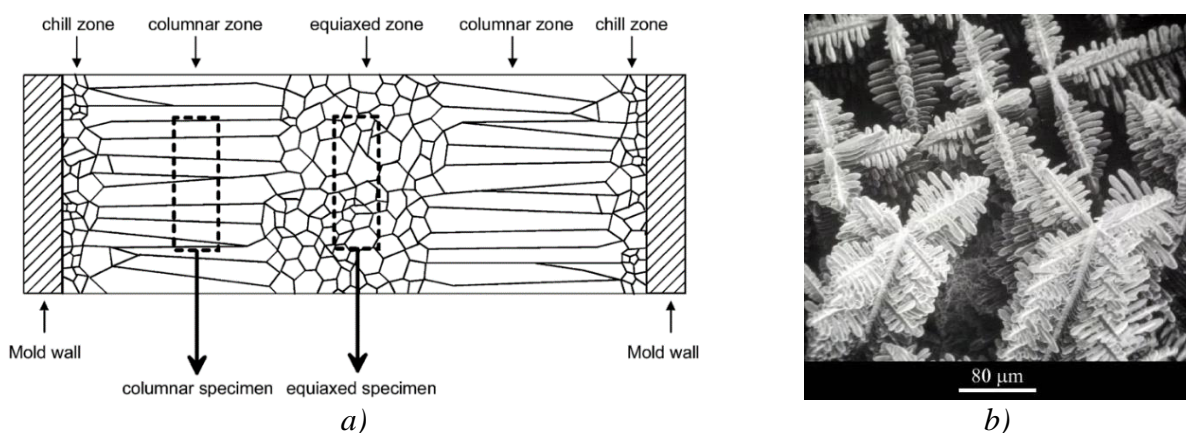 chill zone columnar zone equiaxed zone columnar zone chill zone
Mold wall Mold wall
columnar specimen equiaxed specimen
80 μm
a) b)